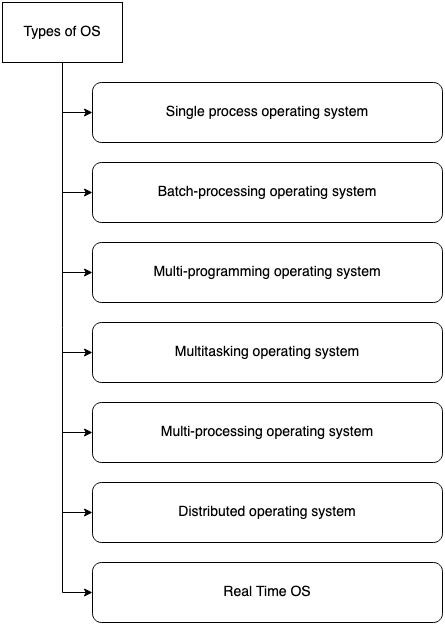 Types of OS
Single process operating system
Batch-processing operating system
Multi-programming operating system
Multitasking operating system
Multi-processing operating system
Distributed operating system
Real Time OS